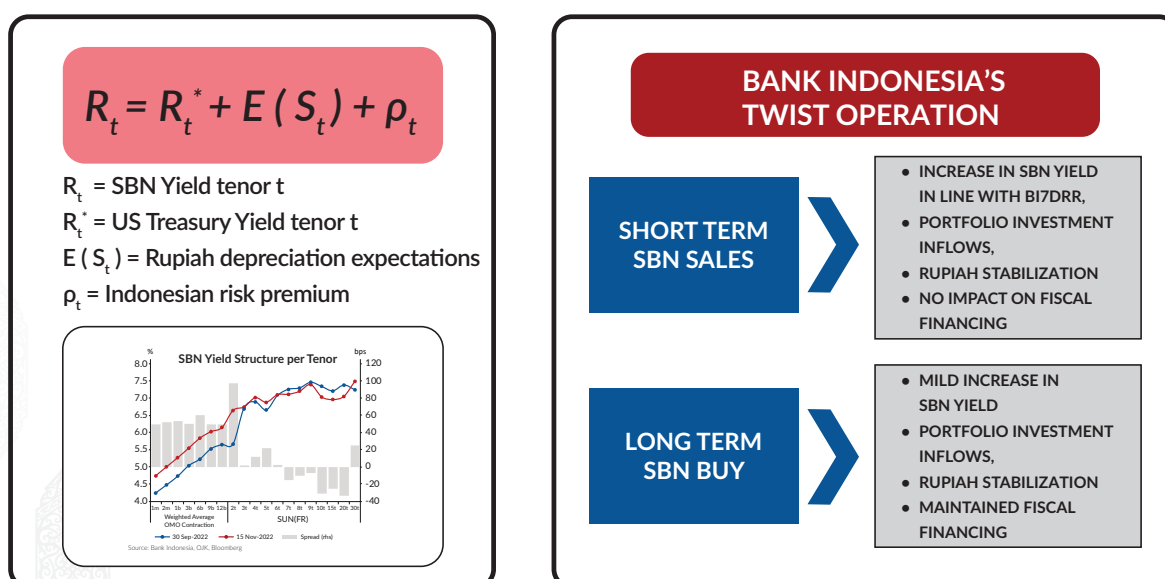 R_t = R_t^* + E ( S_t ) + ρ_t
R_t = SBN Yield tenor t
R_t^* = US Treasury Yield tenor t
E ( S_t ) = Rupiah depreciation expectations
ρ_t = Indonesian risk premium
SBN Yield Structure per Tenor
%
bps
8.0
7.5
7.0
6.5
6.0
5.5
5.0
4.5
4.0
120
100
80
60
40
20
0
-20
-40
1m 2m 1b 3b 6b 9b 12b 2t 3t 4t 5t 6t 7t 8t 9t 10t 15t 20t 30t
Weighted Average
OMO Contraction
SUN(FR)
30 Sep-2022 15 Nov-2022 Spread (rhs)
Source: Bank Indonesia, OJK, Bloomberg
BANK INDONESIA'S
TWIST OPERATION
SHORT TERM
SBN SALES
● INCREASE IN SBN YIELD
IN LINE WITH BI7DRR,
● PORTFOLIO INVESTMENT
INFLOWS,
● RUPIAH STABILIZATION
● NO IMPACT ON FISCAL
FINANCING
LONG TERM
SBN BUY
● MILD INCREASE IN
SBN YIELD
● PORTFOLIO INVESTMENT
INFLOWS,
● RUPIAH STABILIZATION
● MAINTAINED FISCAL
FINANCING